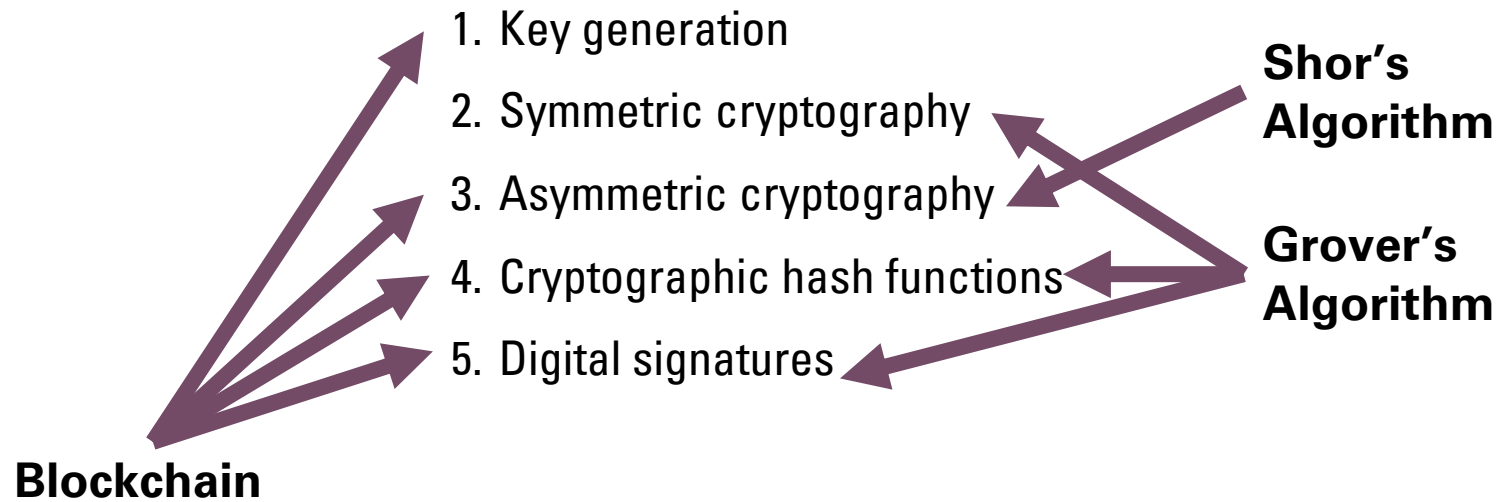 1. Key generation
2. Symmetric cryptography
3. Asymmetric cryptography
4. Cryptographic hash functions
5. Digital signatures
Shor's
Algorithm
Grover's
Algorithm
Blockchain